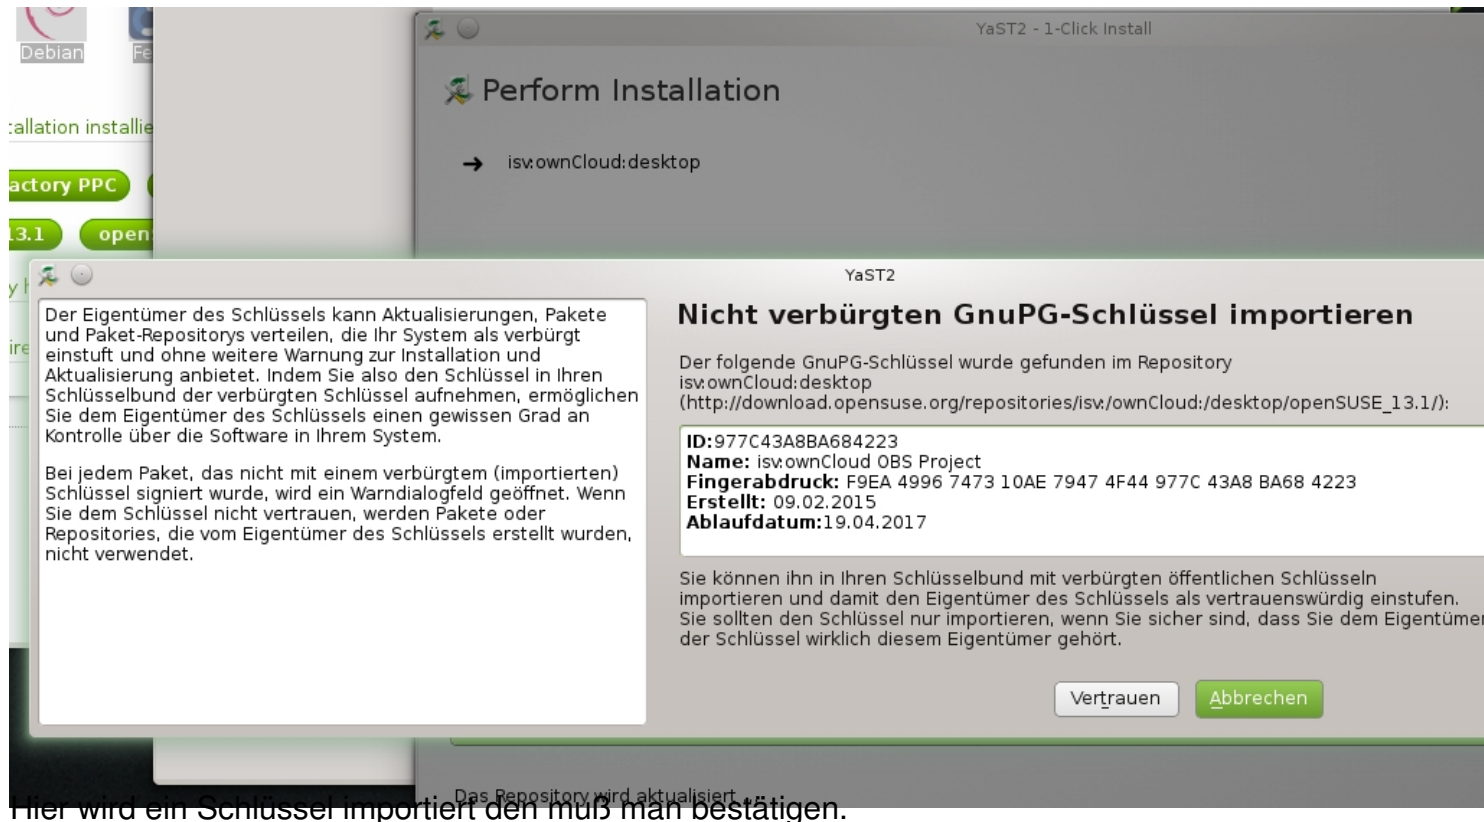 Debian
Fe
YaST2 - 1-Click Install
Perform Installation
tallation installie
isv:ownCloud:desktop
actory PPC
13.1
open
YaST2
Der Eigentümer des Schlüssels kann Aktualisierungen, Pakete
und Paket-Repositorys verteilen, die Ihr System als verbürgt
einstuft und ohne weitere Warnung zur Installation und
Aktualisierung anbietet. Indem Sie also den Schlüssel in Ihren
Schlüsselbund der verbürgten Schlüssel aufnehmen, ermöglichen
Sie dem Eigentümer des Schlüssels einen gewissen Grad an
Kontrolle über die Software in Ihrem System.
Bei jedem Paket, das nicht mit einem verbürgtem (importierten)
Schlüssel signiert wurde, wird ein Warndialogfeld geöffnet. Wenn
Sie dem Schlüssel nicht vertrauen, werden Pakete oder
Repositories, die vom Eigentümer des Schlüssels erstellt wurden,
nicht verwendet.
Nicht verbürgten GnuPG-Schlüssel importieren
Der folgende GnuPG-Schlüssel wurde gefunden im Repository
isv:ownCloud:desktop
(http://download.opensuse.org/repositories/isv:/ownCloud:/desktop/openSUSE_13.1/):
ID:977C43A8BA684223
Name: isv:ownCloud OBS Project
Fingerabdruck: F9EA 4996 7473 10AE 7947 4F44 977C 43A8 BA68 4223
Erstellt: 09.02.2015
Ablaufdatum:19.04.2017
Sie können ihn in Ihren Schlüsselbund mit verbürgten öffentlichen Schlüsseln
importieren und damit den Eigentümer des Schlüssels als vertrauenswürdig einstufen.
Sie sollten den Schlüssel nur importieren, wenn Sie sicher sind, dass Sie dem Eigentümer
der Schlüssel wirklich diesem Eigentümer gehört.
Vertrauen
Abbrechen
Das Repository wird aktualisiert ...
Hier wird ein Schlüssel importiert den muß man bestätigen.